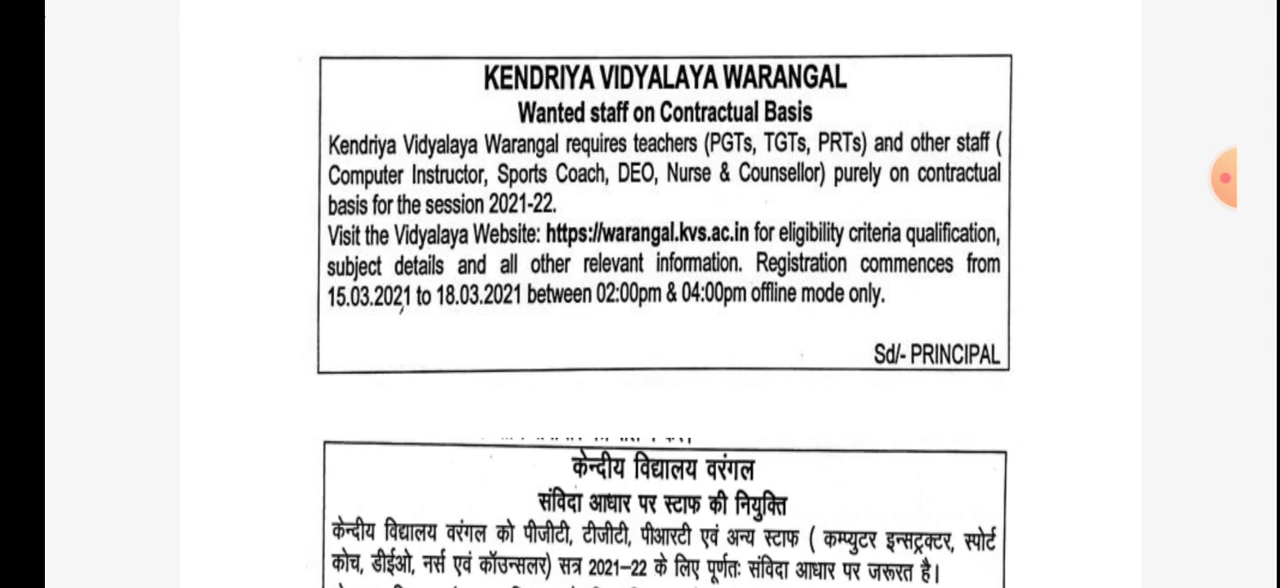 KENDRIYA VIDYALAYA WARANGAL
Wanted staff on Contractual Basis
Kendriya Vidyalaya Warangal requires teachers (PGTs, TGTs, PRTs) and other staff (
Computer Instructor, Sports Coach, DEO, Nurse & Counsellor) purely on contractual
basis for the session 2021-22.
Visit the Vidyalaya Website: https://warangal.kvs.ac.in for eligibility criteria qualification,
subject details and all other relevant information. Registration commences from
15.03.2021 to 18.03.2021 between 02:00pm & 04:00pm offline mode only.
Sd/- PRINCIPAL
केन्दीय विद्यालय वरंगल
संविदा आधार पर स्टाफ की नियुक्ति
केन्दीय विद्यालय वरंगल को पीजीटी, टीजीटी, पीआरटी एवं अन्य स्टाफ ( कम्प्युटर इन्सट्रक्टर, स्पोर्ट
कोच, डीईओ, नर्स एवं कॉउन्सलर) सत्र 2021–22 के लिए पूर्णतः संविदा आधार पर जरूरत है।